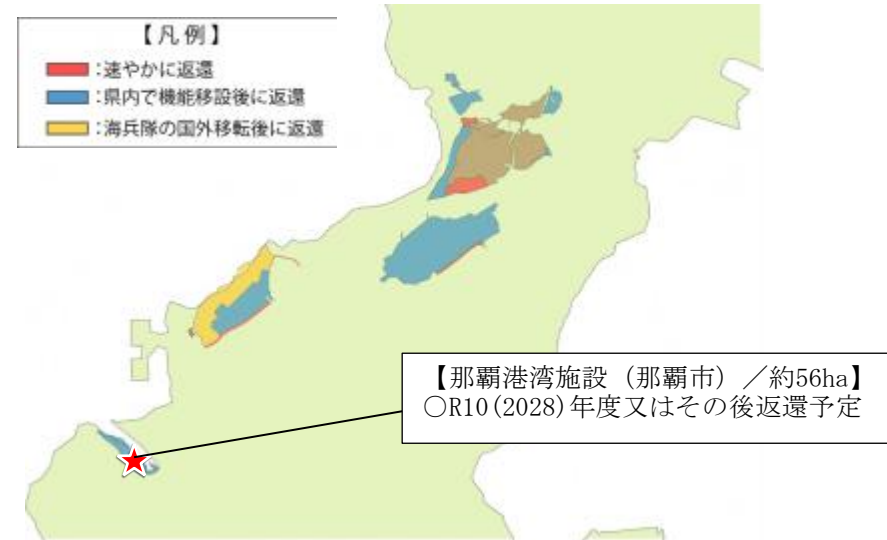 【凡例】
：速やかに返還
：県内で機能移設後に返還
：海兵隊の国外移転後に返還
【那覇港湾施設（那覇市）／約56ha】
○R10(2028)年度又はその後返還予定